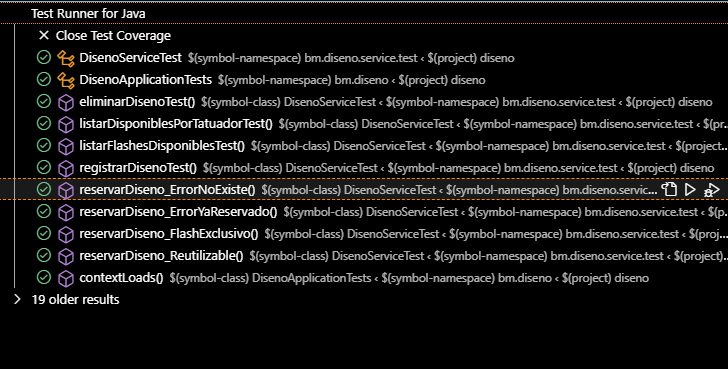 Test Runner for Java
Close Test Coverage
DisenoServiceTest $(symbol-namespace) bm.diseno.service.test < $(project) diseno
DisenoApplicationTests $(symbol-namespace) bm.diseno < $(project) diseno
eliminarDisenoTest() $(symbol-class) DisenoServiceTest < $(symbol-namespace) bm.diseno.service.test < $(project) diseno
listarDisponiblesPorTatuadorTest() $(symbol-class) DisenoServiceTest < $(symbol-namespace) bm.diseno.service.test < $(pr...
listarFlashesDisponiblesTest() $(symbol-class) DisenoServiceTest < $(symbol-namespace) bm.diseno.service.test < $(project...
registrarDisenoTest() $(symbol-class) DisenoServiceTest < $(symbol-namespace) bm.diseno.service.test < $(project) diseno
reservarDiseno_ErrorNoExiste() $(symbol-class) DisenoServiceTest < $(symbol-namespace) bm.diseno.servic...
reservarDiseno_ErrorYaReservado() $(symbol-class) DisenoServiceTest < $(symbol-namespace) bm.diseno.service.test < $(p...
reservarDiseno_FlashExclusivo() $(symbol-class) DisenoServiceTest < $(symbol-namespace) bm.diseno.service.test < $(projec...
reservarDiseno_Reutilizable() $(symbol-class) DisenoServiceTest < $(symbol-namespace) bm.diseno.service.test < $(project)...
contextLoads() $(symbol-class) DisenoApplicationTests < $(symbol-namespace) bm.diseno < $(project) diseno
19 older results